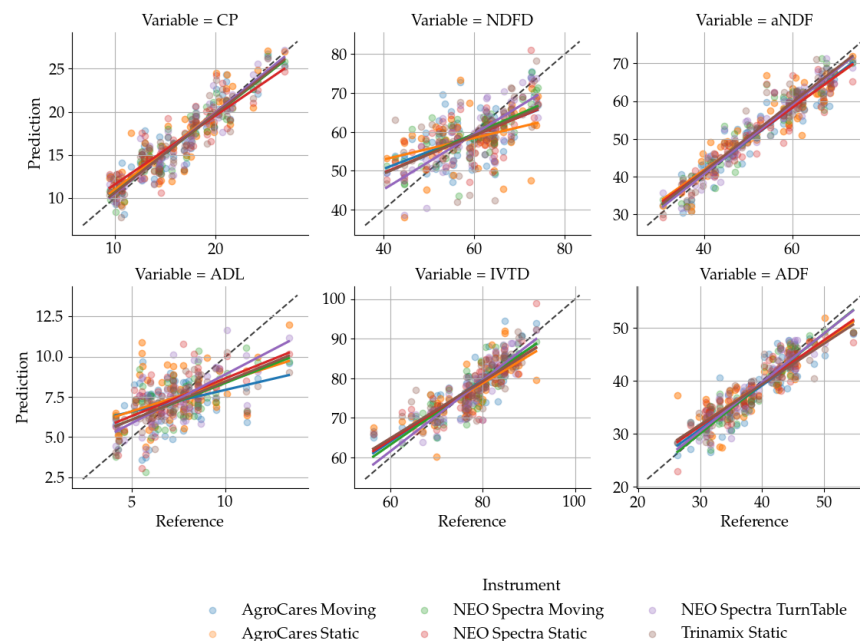 Variable = CP
Variable = NDFD
Variable = aNDF
25
20
15
10
10
20
80
70
60
50
40
40
60
80
70
60
50
40
30
40
60
Prediction
Variable = ADL
Variable = IVTD
Variable = ADF
12.5
10.0
7.5
5.0
2.5
5
10
100
90
80
70
60
60
80
100
50
40
30
20
20
30
40
50
Prediction
Reference
Reference
Reference
Instrument
AgroCares Moving
NEO Spectra Moving
NEO Spectra TurnTable
AgroCares Static
NEO Spectra Static
Trinamix Static